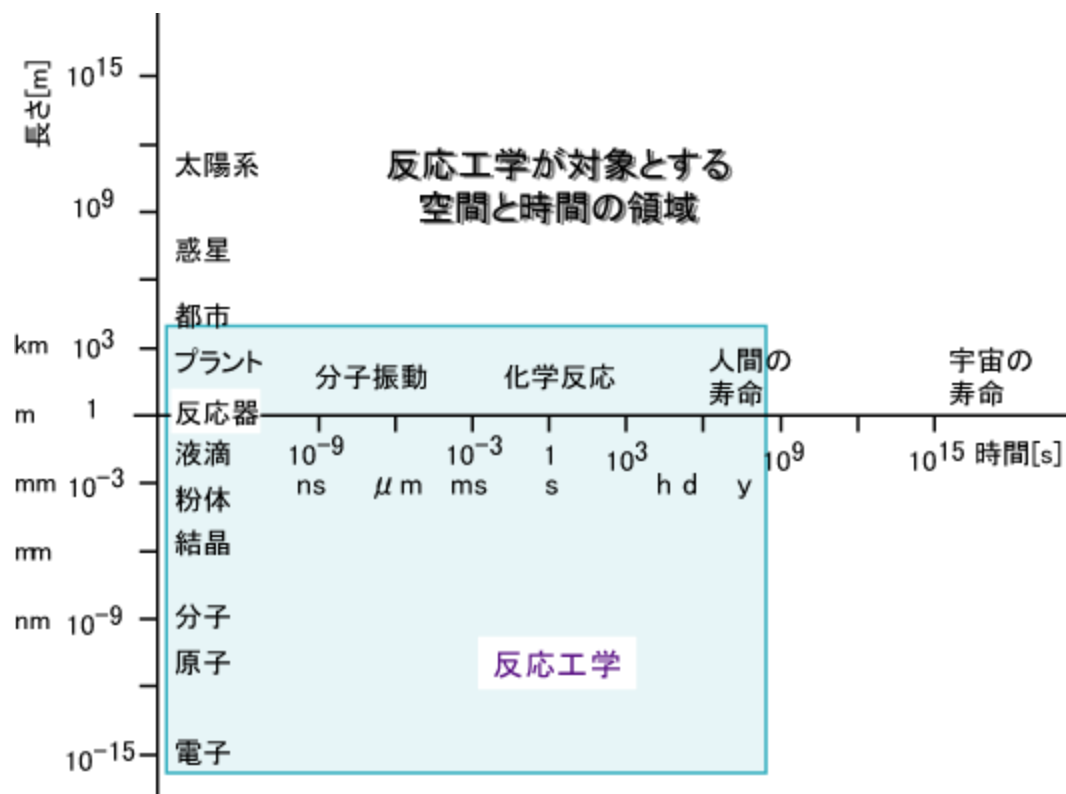 長さ[m]
10^15
太陽系
反応工学が対象とする
空間と時間の領域
10^9
惑星
都市
km 10^3
プラント
分子振動
化学反応
人間の
寿命
宇宙の
寿命
m 1 反応器
液滴
10^-9 10^-3 1 10^3 10^9 10^15 時間[s]
ns μm ms s h d y
mm 10^-3
粉体
mm
結晶
nm 10^-9
分子
原子
反応工学
10^-15
電子